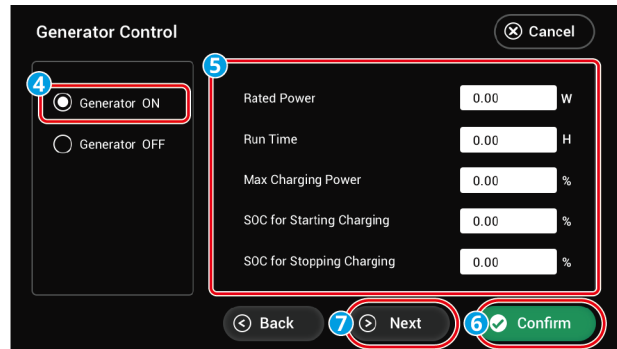 Generator Control
Cancel
4
Generator ON
Generator OFF
5
Rated Power 0.00 W
Run Time 0.00 H
Max Charging Power 0.00 %
SOC for Starting Charging 0.00 %
SOC for Stopping Charging 0.00 %
Back 7 Next 6 Confirm